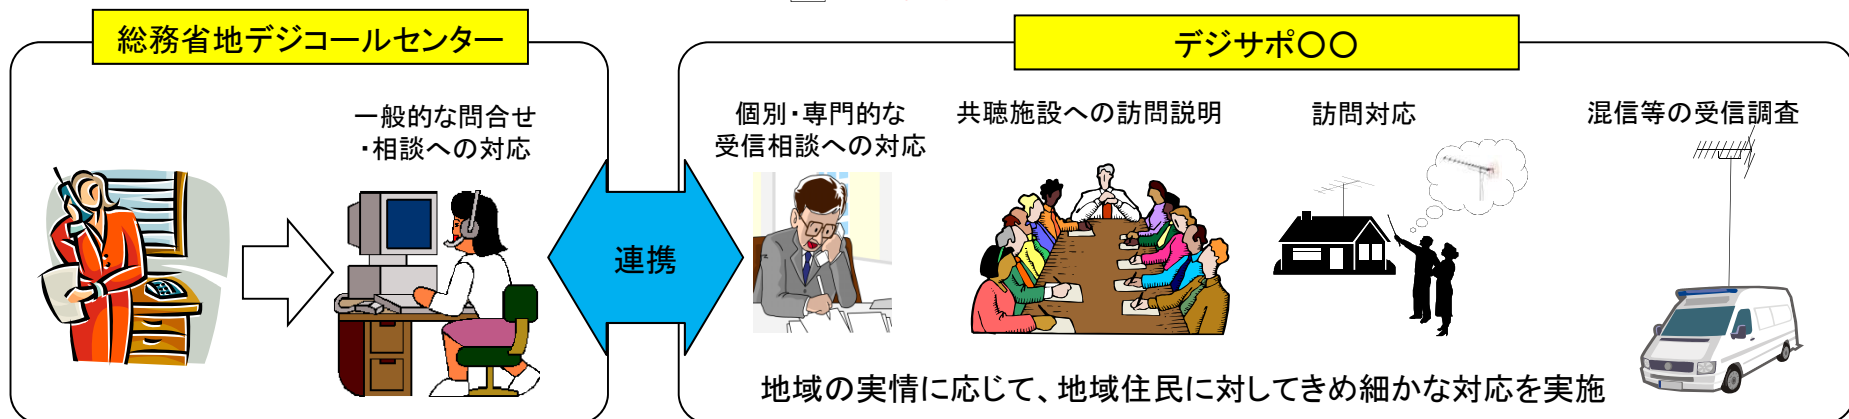 総務省地デジコールセンター
一般的な問合せ
・相談への対応
連携
デジサポ〇〇
個別・専門的な
受信相談への対応
共聴施設への訪問説明
訪問対応
混信等の受信調査
地域の実情に応じて、地域住民に対してきめ細かな対応を実施